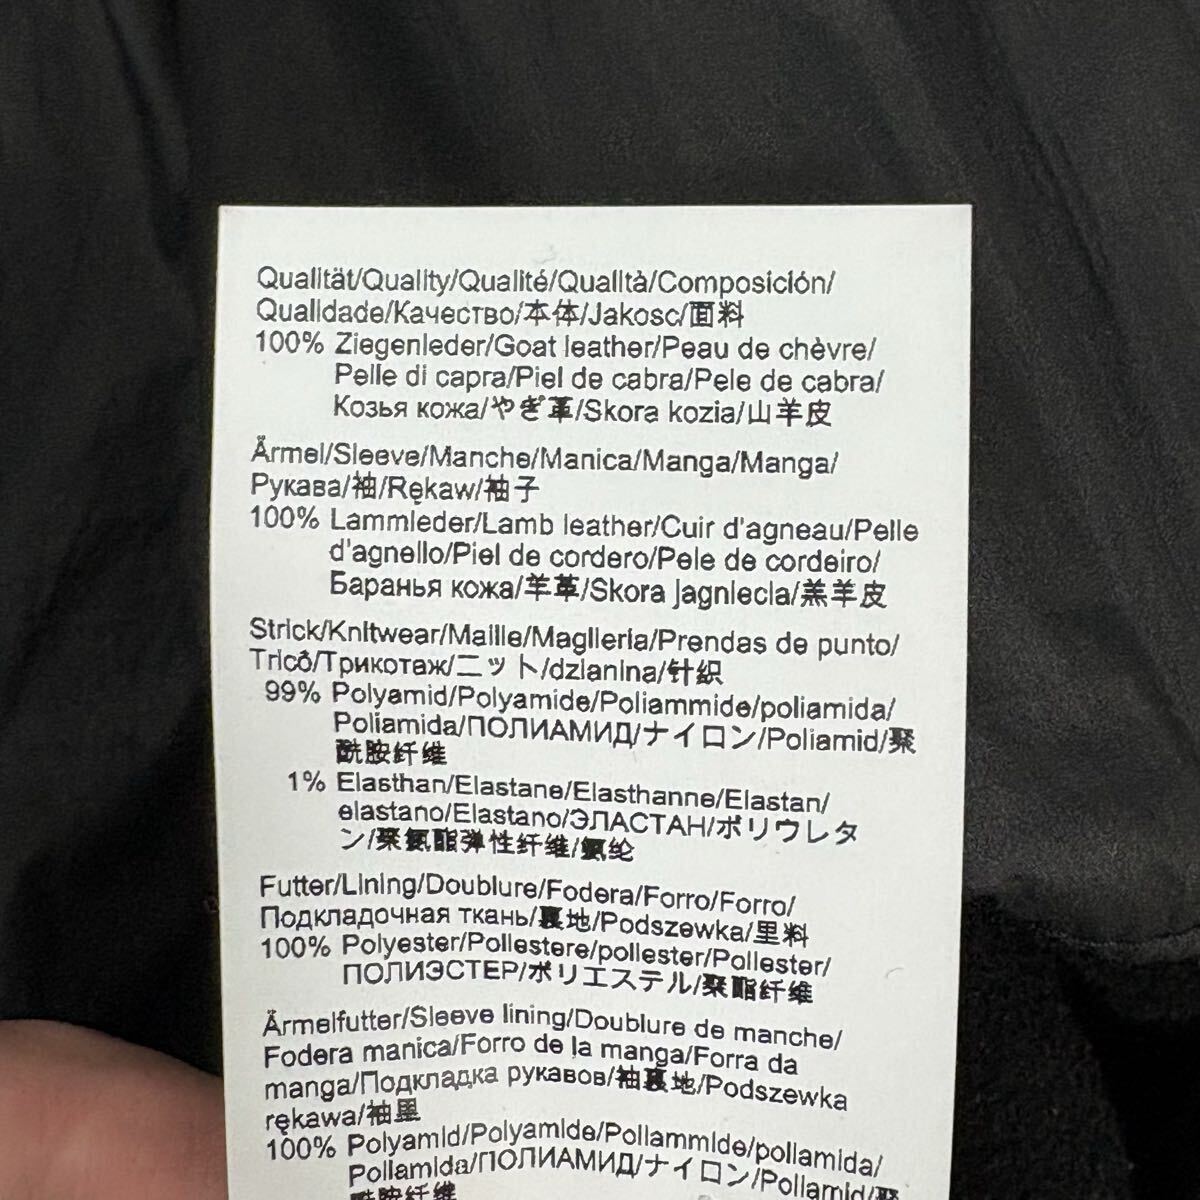 Qualität/Quality/Qualité/Qualità/Composición/
Qualidade/Качество/本体/Jakosc/面料
100% Ziegenleder/Goat leather/Peau de chèvre/
Pelle di capra/Piel de cabra/Pele de cabra/
Козья кожа/やぎ革/Skora kozia/山羊皮
Ärmel/Sleeve/Manche/Manica/Manga/Manga/
Рукава/袖/Rękaw/袖子
100% Lammleder/Lamb leather/Cuir d'agneau/Pelle
d'agnello/Piel de cordero/Pele de cordeiro/
Баранья кожа/羊革/Skora jagniecia/羔羊皮
Strick/Knitwear/Maille/Maglieria/Prendas de punto/
Tricô/Трикотаж/ニット/dzianina/针织
99% Polyamid/Polyamide/Poliammide/poliamida/
Poliamida/ПОЛИАМИД/ナイロン/Poliamid/聚
酰胺纤维
1% Elasthan/Elastane/Elasthanne/Elastan/
elastano/Elastano/ЭЛАСТАН/ポリウレタ
ン/聚氨酯弹性纤维/氨纶
Futter/Lining/Doublure/Fodera/Forro/Forro/
Подкладочная ткань/裏地/Podszewka/里料
100% Polyester/Poliestere/poliester/Poliester/
ПОЛИЭСТЕР/ポリエステル/聚酯纤维
Ärmelfutter/Sleeve lining/Doublure de manche/
Fodera manica/Forro de la manga/Forra da
manga/Подкладка рукавов/袖裏地/Podszewka
rękawa/袖里
100% Polyamid/Polyamide/Poliammide/poliamida/
Poliamida/ПОЛИАМИД/ナイロン/Poliamid/聚
酰胺纤维